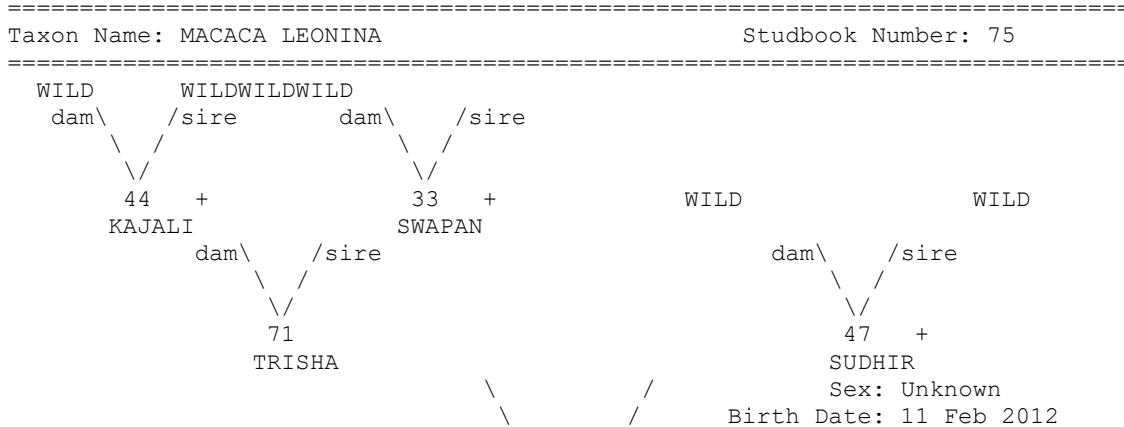 ==============================================================================
Taxon Name: MACACA LEONINA                         Studbook Number: 75
==============================================================================
  WILD      WILDWILDWILD
   dam\    /sire       dam\    /sire
       \  /                \  /
        \/                  \/
        44   +              33   +             WILD                WILD
       KAJALI              SWAPAN
             dam\    /sire                           dam\    /sire
                 \  /                                    \  /
                  \/                                      \/
                  71                                      47   +
                 TRISHA                                  SUDHIR
                                 \          /            Sex: Unknown
                                  \        /      Birth Date: 11 Feb 2012